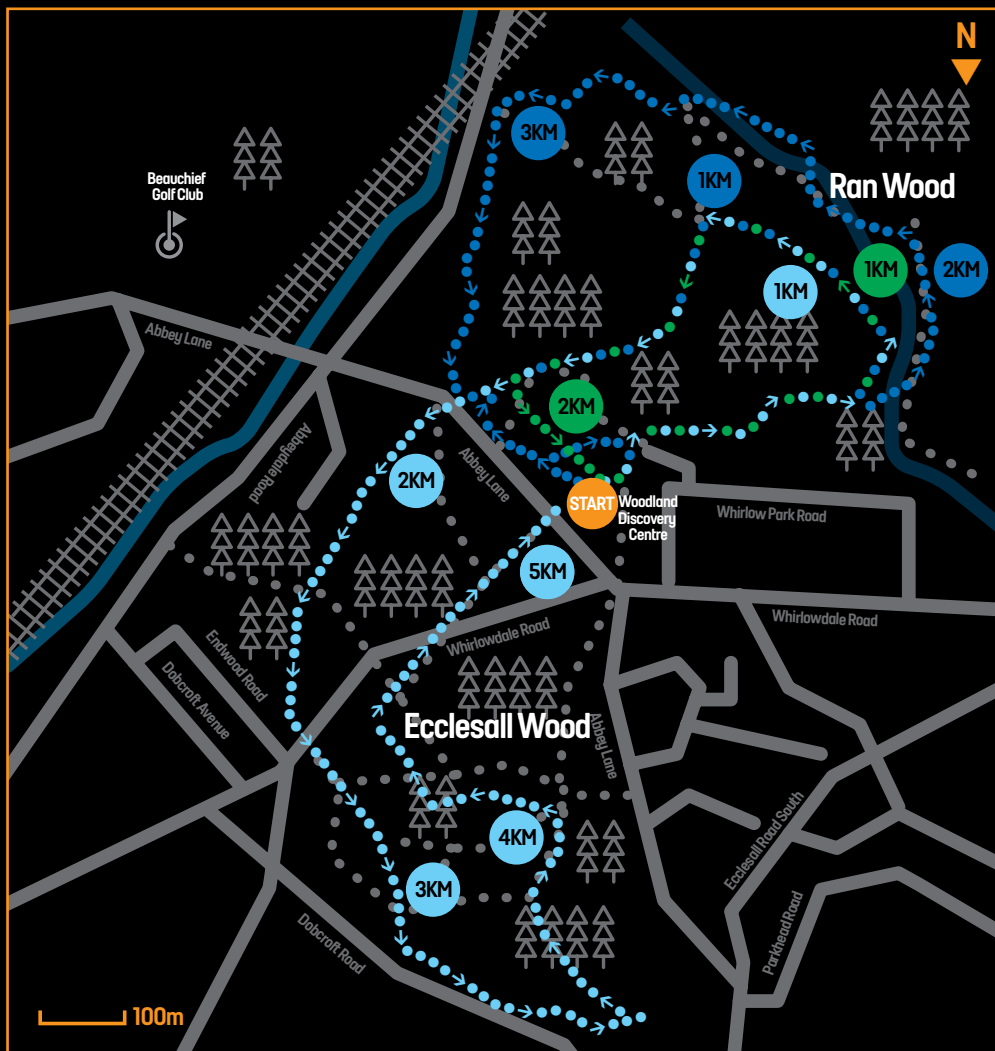 N
3KM
Beauchief
Golf Club
1KM
Ran Wood
1KM
2KM
1KM
Abbey Lane
2KM
Abbeydale Road
Abbey Lane
2KM
START
Woodland
Discovery
Centre
Whirlow Park Road
5KM
Whirlowdale Road
Whirlowdale Road
Endwood Road
Dobcroft Avenue
Ecclesall Wood
Abbey Lane
4KM
Ecclesall Road South
3KM
Dobcroft Road
Parkhead Road
100m